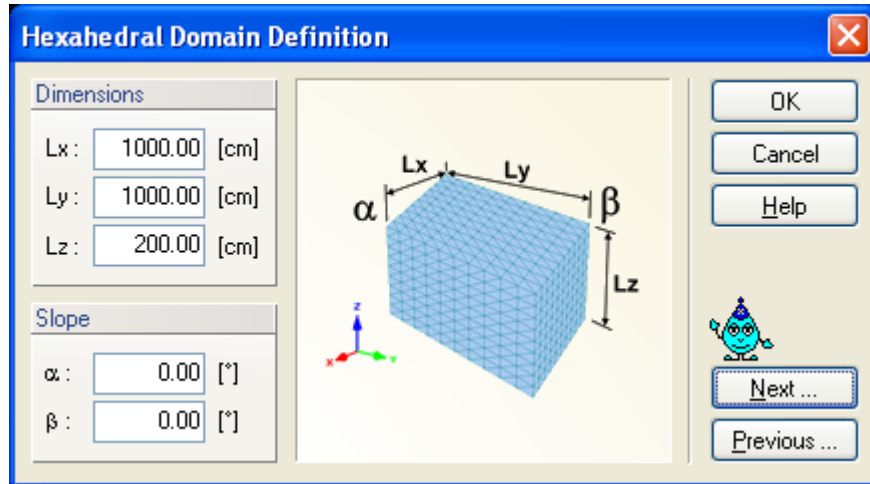 Hexahedral Domain Definition
Dimensions
Lx : 1000.00 [cm]
Ly : 1000.00 [cm]
Lz : 200.00 [cm]
Slope
α : 0.00 [°]
β : 0.00 [°]
Lx
Ly
α
β
Lz
z
x
Y
OK
Cancel
Help
Next ...
Previous ...